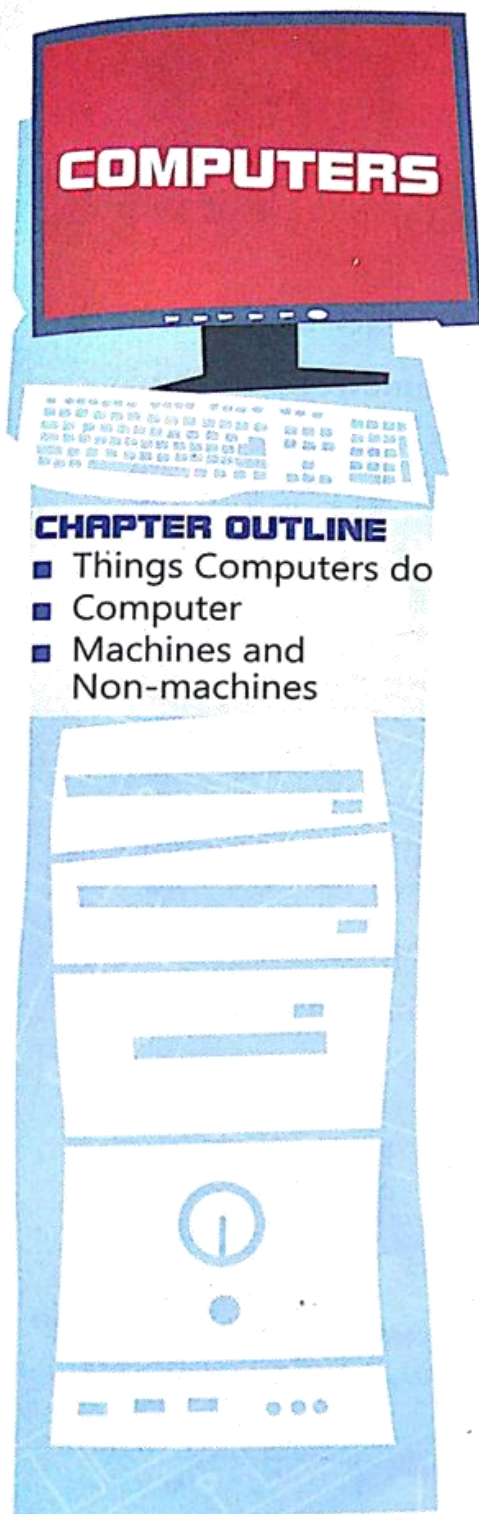 COMPUTERS
CHAPTER OUTLINE
Things Computers do
Computer
Machines and
Non-machines